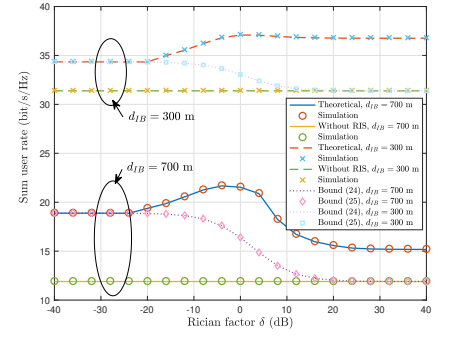 40
35
30
25
20
15
10
Sum user rate (bit/s/Hz)
d_{IB} = 300 m
d_{IB} = 700 m
Theoretical, d_{IB} = 700 m
Simulation
Without RIS, d_{IB} = 700 m
Simulation
Theoretical, d_{IB} = 300 m
Simulation
Without RIS, d_{IB} = 300 m
Simulation
Bound (24), d_{IB} = 700 m
Bound (25), d_{IB} = 700 m
Bound (24), d_{IB} = 300 m
Bound (25), d_{IB} = 300 m
-40 -30 -20 -10 0 10 20 30 40
Rician factor δ (dB)